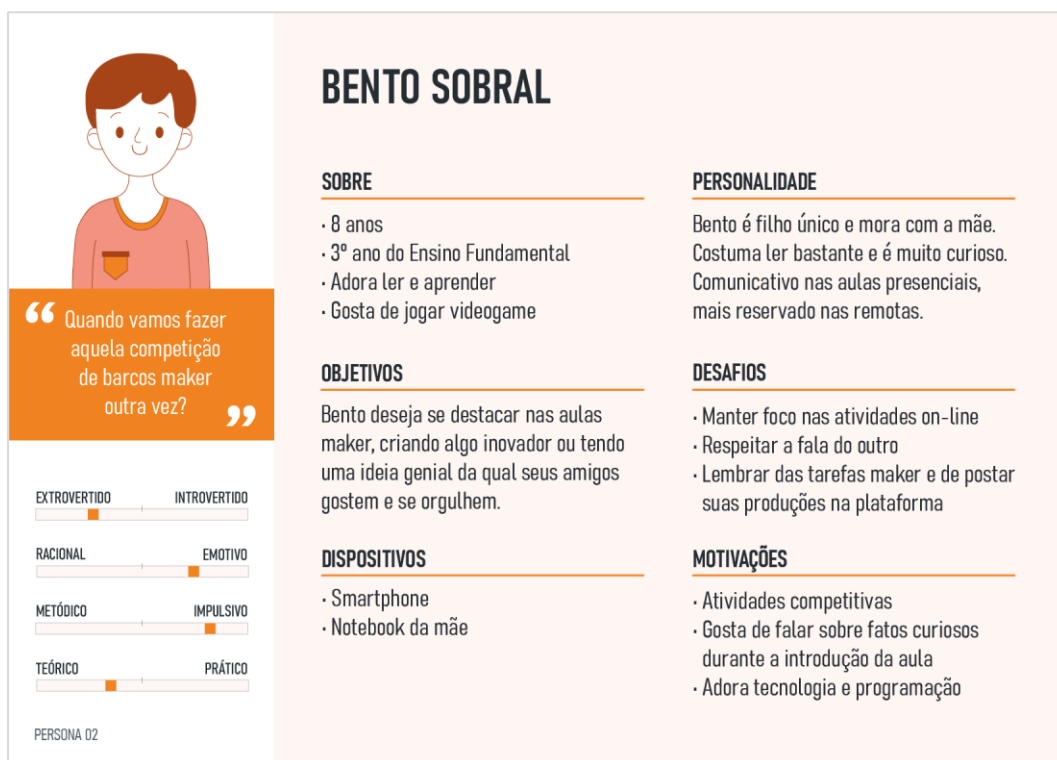 BENTO SOBRAL
“ Quando vamos fazer
aquela competição
de barcos maker
outra vez? ”
EXTROVERTIDO INTROVERTIDO
RACIONAL EMOTIVO
METÓDICO IMPULSIVO
TEÓRICO PRÁTICO
PERSONA 02
SOBRE
· 8 anos
· 3º ano do Ensino Fundamental
· Adora ler e aprender
· Gosta de jogar videogame
PERSONALIDADE
Bento é filho único e mora com a mãe.
Costuma ler bastante e é muito curioso.
Comunicativo nas aulas presenciais,
mais reservado nas remotas.
OBJETIVOS
Bento deseja se destacar nas aulas
maker, criando algo inovador ou tendo
uma ideia genial da qual seus amigos
gostem e se orgulhem.
DESAFIOS
· Manter foco nas atividades on-line
· Respeitar a fala do outro
· Lembrar das tarefas maker e de postar
suas produções na plataforma
DISPOSITIVOS
· Smartphone
· Notebook da mãe
MOTIVAÇÕES
· Atividades competitivas
· Gosta de falar sobre fatos curiosos
durante a introdução da aula
· Adora tecnologia e programação